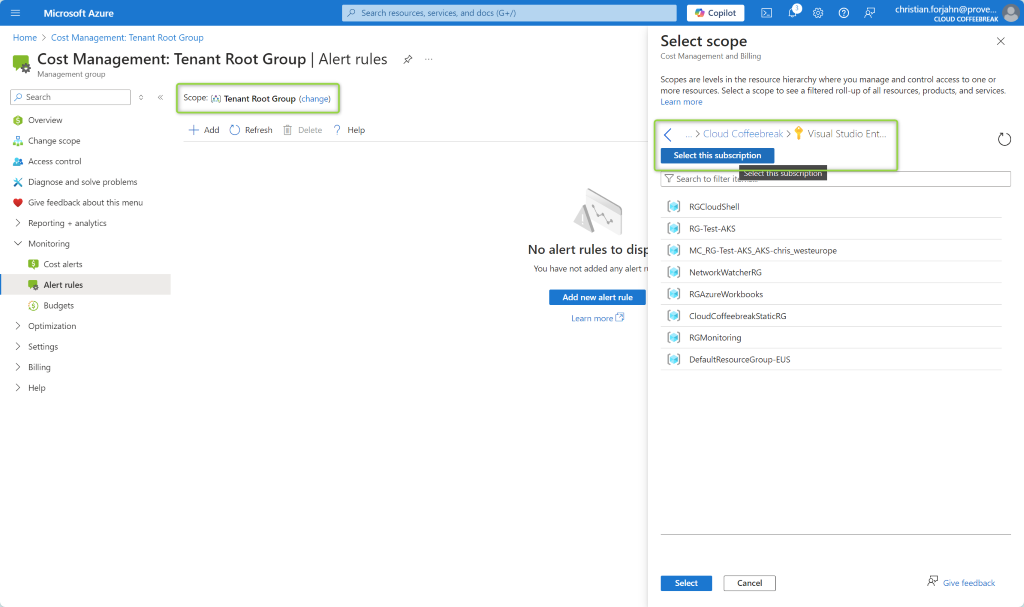 Microsoft Azure
Search resources, services, and docs (G+/)
Copilot
1
christian.forjahn@prove...
CLOUD COFFEEBREAK
Home > Cost Management: Tenant Root Group
Cost Management: Tenant Root Group | Alert rules
...
Management group
Search
Overview
Change scope
Access control
Diagnose and solve problems
Give feedback about this menu
Reporting + analytics
Monitoring
Cost alerts
Alert rules
Budgets
Optimization
Settings
Billing
Help
Scope: Tenant Root Group (change)
Add Refresh Delete Help
No alert rules to disp
You have not added any alert ru
Add new alert rule
Learn more
Select scope
Cost Management and Billing
Scopes are levels in the resource hierarchy where you manage and control access to one or
more resources. Select a scope to see a filtered roll-up of all resources, products, and services.
Learn more
... > Cloud Coffeebreak > Visual Studio Ent...
Select this subscription
Select this subscription
Search to filter
RGCloudShell
RG-Test-AKS
MC_RG-Test-AKS_AKS-chris_westeurope
NetworkWatcherRG
RGAzureWorkbooks
CloudCoffeebreakStaticRG
RGMonitoring
DefaultResourceGroup-EUS
Select
Cancel
Give feedback